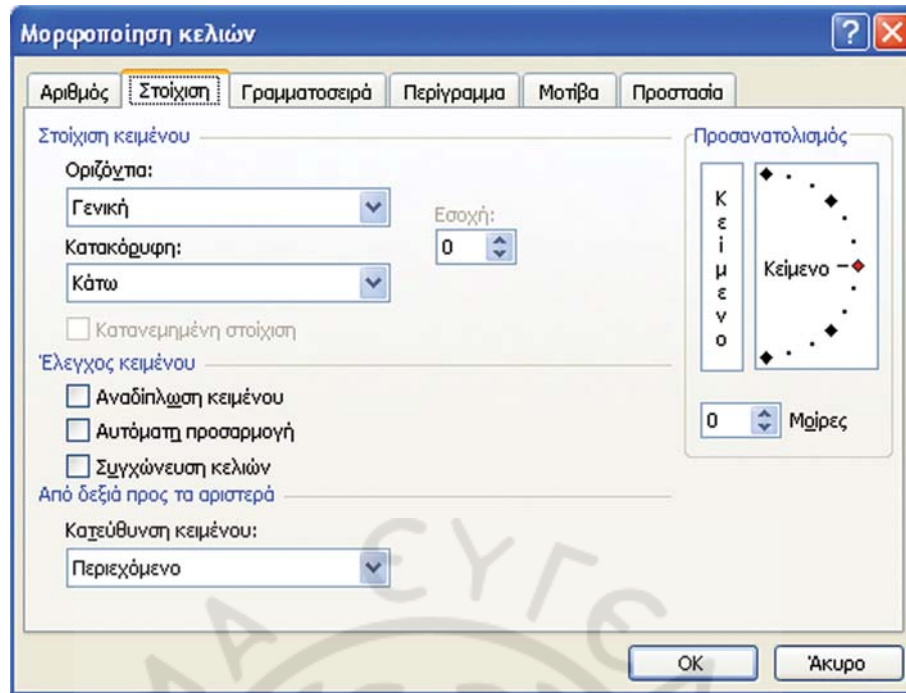 Μορφοποίηση κελιών
Αριθμός Στοίχιση Γραμματοσειρά Περίγραμμα Μοτίβα Προστασία
Στοίχιση κειμένου
Οριζόντια:
Γενική
Εσοχή:
0
Κατακόρυφη:
Κάτω
Κατανεμημένη στοίχιση
Έλεγχος κειμένου
Αναδίπλωση κειμένου
Αυτόματη προσαρμογή
Συγχώνευση κελιών
Από δεξιά προς τα αριστερά
Κατεύθυνση κειμένου:
Περιεχόμενο
Προσανατολισμός
Κείμενο
Κείμενο
0 Μοίρες
OK Άκυρο